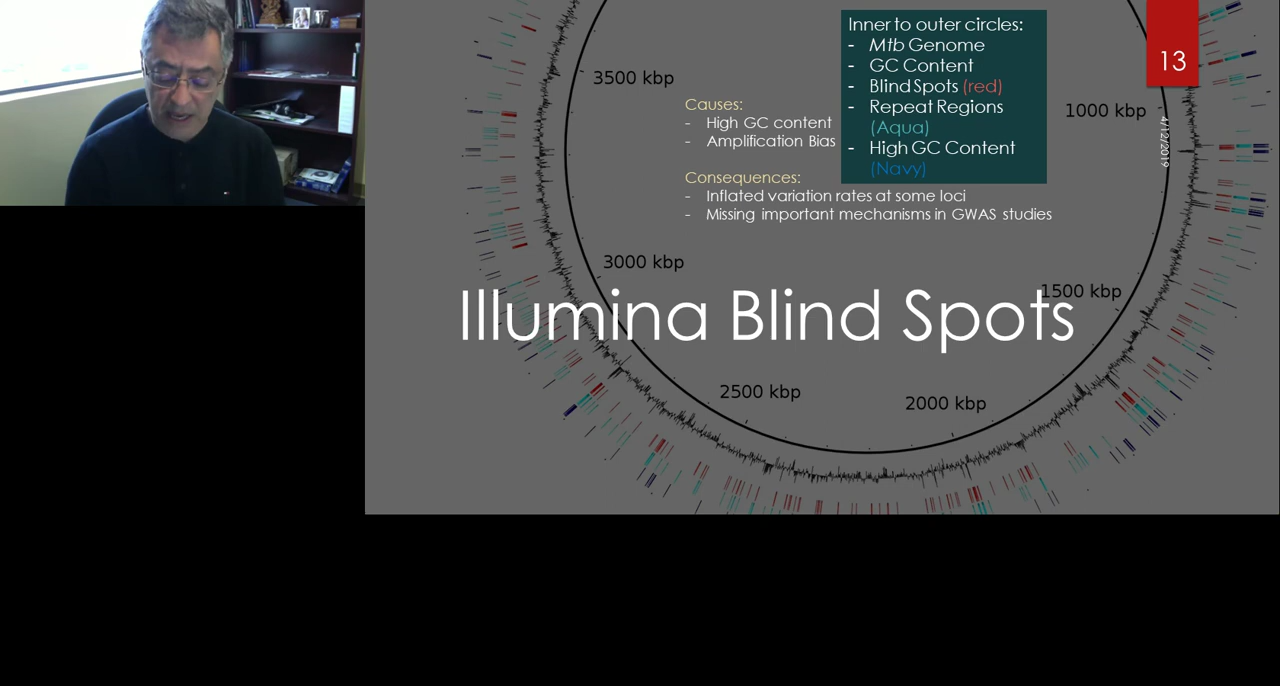 Inner to outer circles:
- Mtb Genome
- GC Content
- Blind Spots (red)
- Repeat Regions
(Aqua)
- High GC Content
(Navy)
13
4/12/2019
3500 kbp
1000 kbp
Causes:
- High GC content
- Amplification Bias
Consequences:
- Inflated variation rates at some loci
- Missing important mechanisms in GWAS studies
3000 kbp
1500 kbp
Illumina Blind Spots
2500 kbp
2000 kbp